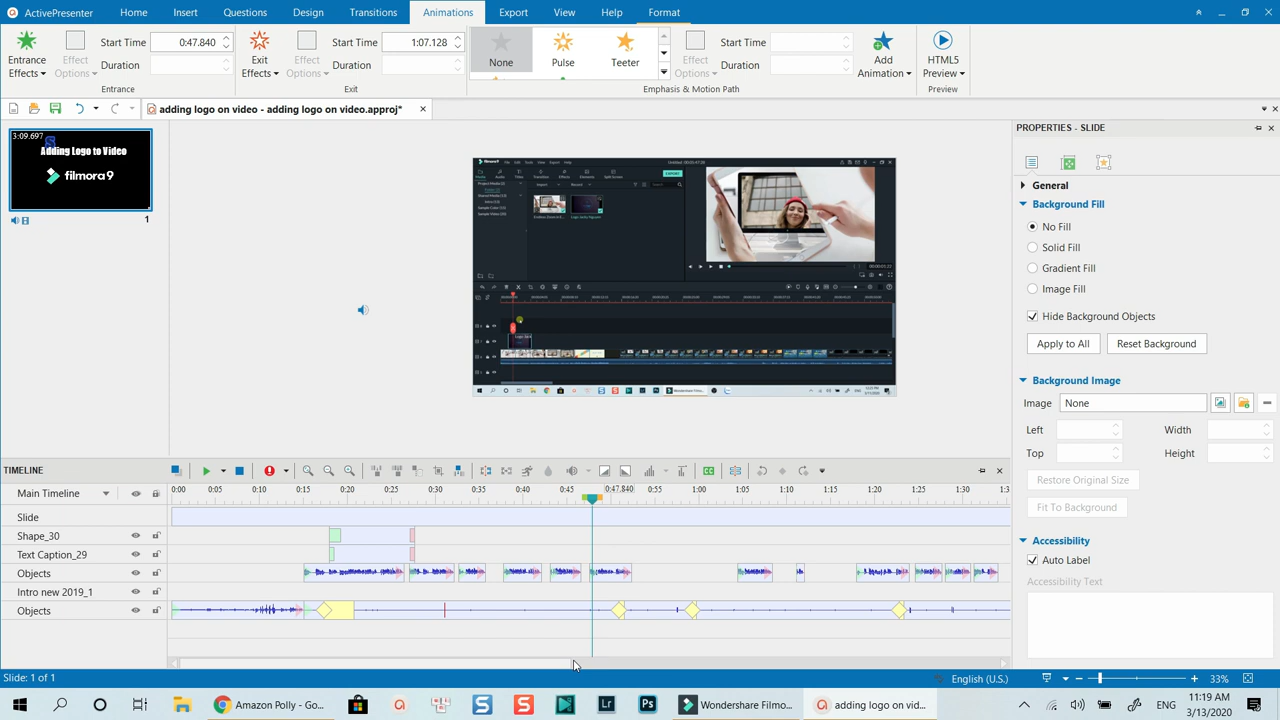 ActivePresenter
Home Insert Questions Design Transitions Animations Export View Help Format
Entrance Effects
Effect Options
Start Time 0:47.840
Duration
Entrance
Exit Effects
Effect Options
Start Time 1:07.128
Duration
Exit
None Pulse Teeter
Effect Options
Start Time
Duration
Emphasis & Motion Path
Add Animation
HTML5 Preview
Preview
adding logo on video - adding logo on video.approj*
3:09.697
Adding Logo to Video
filmora9
1
PROPERTIES - SLIDE
General
Background Fill
No Fill
Solid Fill
Gradient Fill
Image Fill
Hide Background Objects
Apply to All Reset Background
Background Image
Image None
Left Width
Top Height
Restore Original Size
Fit To Background
Accessibility
Auto Label
Accessibility Text
filmora9
EXPORT
TIMELINE
Main Timeline
0:00 0:05 0:10 0:15 0:20 0:25 0:30 0:35 0:40 0:45 0:47.840 0:55 1:00 1:05 1:10 1:15 1:20 1:25 1:30
Slide
Shape_30
Text Caption_29
Objects
Intro new 2019_1
Objects
Slide: 1 of 1
English (U.S.)
33%
Amazon Polly - Go...
Wondershare Filmo...
adding logo on vid...
ENG
11:19 AM
3/13/2020